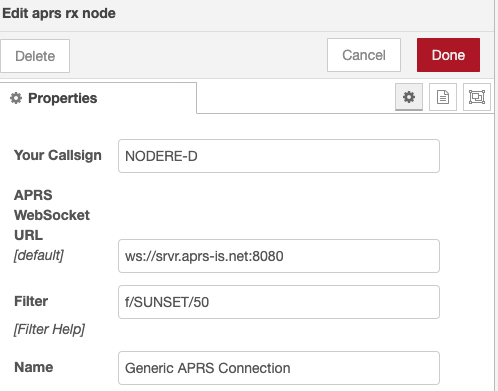 Edit aprs rx node
Delete
Cancel
Done
Properties
Your Callsign
NODERE-D
APRS
WebSocket
URL
[default]
ws://srvr.aprs-is.net:8080
Filter
f/SUNSET/50
[Filter Help]
Name
Generic APRS Connection